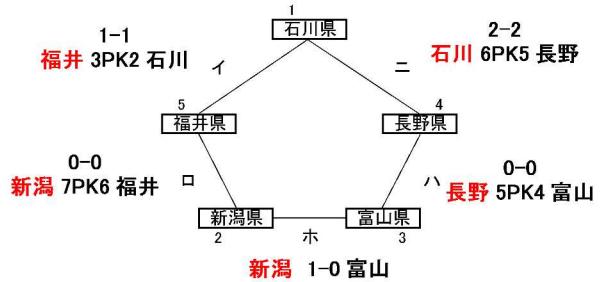 1
石川県
1-1
福井 3PK2 石川
イ
2-2
石川 6PK5 長野
ニ
5
福井県
4
長野県
0-0
新潟 7PK6 福井
ロ
0-0
長野 5PK4 富山
ハ
新潟県
2
ホ
富山県
3
新潟 1-0 富山